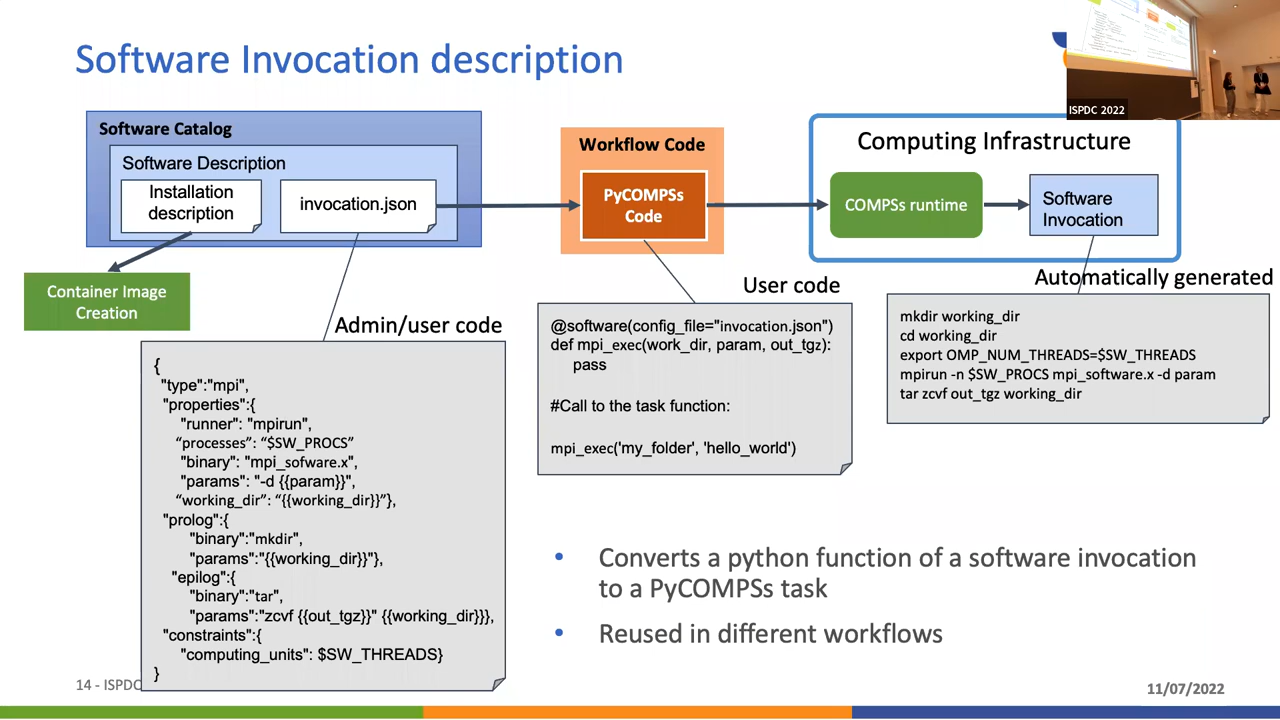 Software Invocation description
ISPDC 2022
Software Catalog
Software Description
Installation
description
invocation.json
Container Image
Creation
Workflow Code
PyCOMPSs
Code
Computing Infrastructure
COMPSs runtime
Software
Invocation
Admin/user code
{
"type":"mpi",
"properties":{
"runner": "mpirun",
“processes”: “$SW_PROCS”
"binary": "mpi_sofware.x",
"params": "-d {{param}}",
“working_dir”: “{{working_dir}}”},
"prolog":{
"binary":"mkdir",
"params":"{{working_dir}}"},
"epilog":{
"binary":"tar",
"params":"zcvf {{out_tgz}}" {{working_dir}}},
"constraints":{
"computing_units": $SW_THREADS}
}
User code
@software(config_file="invocation.json")
def mpi_exec(work_dir, param, out_tgz):
pass
#Call to the task function:
mpi_exec('my_folder', 'hello_world')
Automatically generated
mkdir working_dir
cd working_dir
export OMP_NUM_THREADS=$SW_THREADS
mpirun -n $SW_PROCS mpi_software.x -d param
tar zcvf out_tgz working_dir
• Converts a python function of a software invocation
to a PyCOMPSs task
• Reused in different workflows
14 - ISPDC
11/07/2022